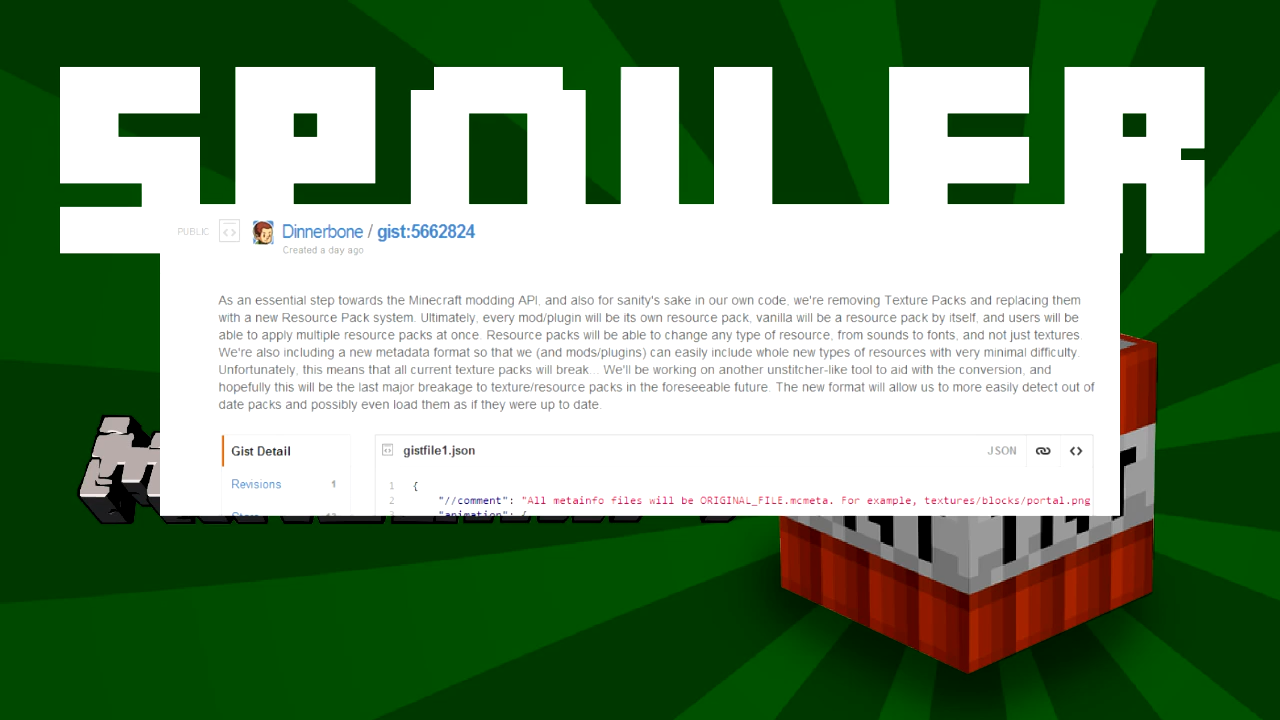 SPOILER
PUBLIC
Dinnerbone / gist:5662824
Created a day ago
As an essential step towards the Minecraft modding API, and also for sanity's sake in our own code, we're removing Texture Packs and replacing them
with a new Resource Pack system. Ultimately, every mod/plugin will be its own resource pack, vanilla will be a resource pack by itself, and users will be
able to apply multiple resource packs at once. Resource packs will be able to change any type of resource, from sounds to fonts, and not just textures.
We're also including a new metadata format so that we (and mods/plugins) can easily include whole new types of resources with very minimal difficulty.
Unfortunately, this means that all current texture packs will break... We'll be working on another unstitcher-like tool to aid with the conversion, and
hopefully this will be the last major breakage to texture/resource packs in the foreseeable future. The new format will allow us to more easily detect out of
date packs and possibly even load them as if they were up to date.
Gist Detail
Revisions 1
gistfile1.json
JSON
1 {
2 "//comment": "All metainfo files will be ORIGINAL_FILE.mcmeta. For example, textures/blocks/portal.png
3 "animation": {